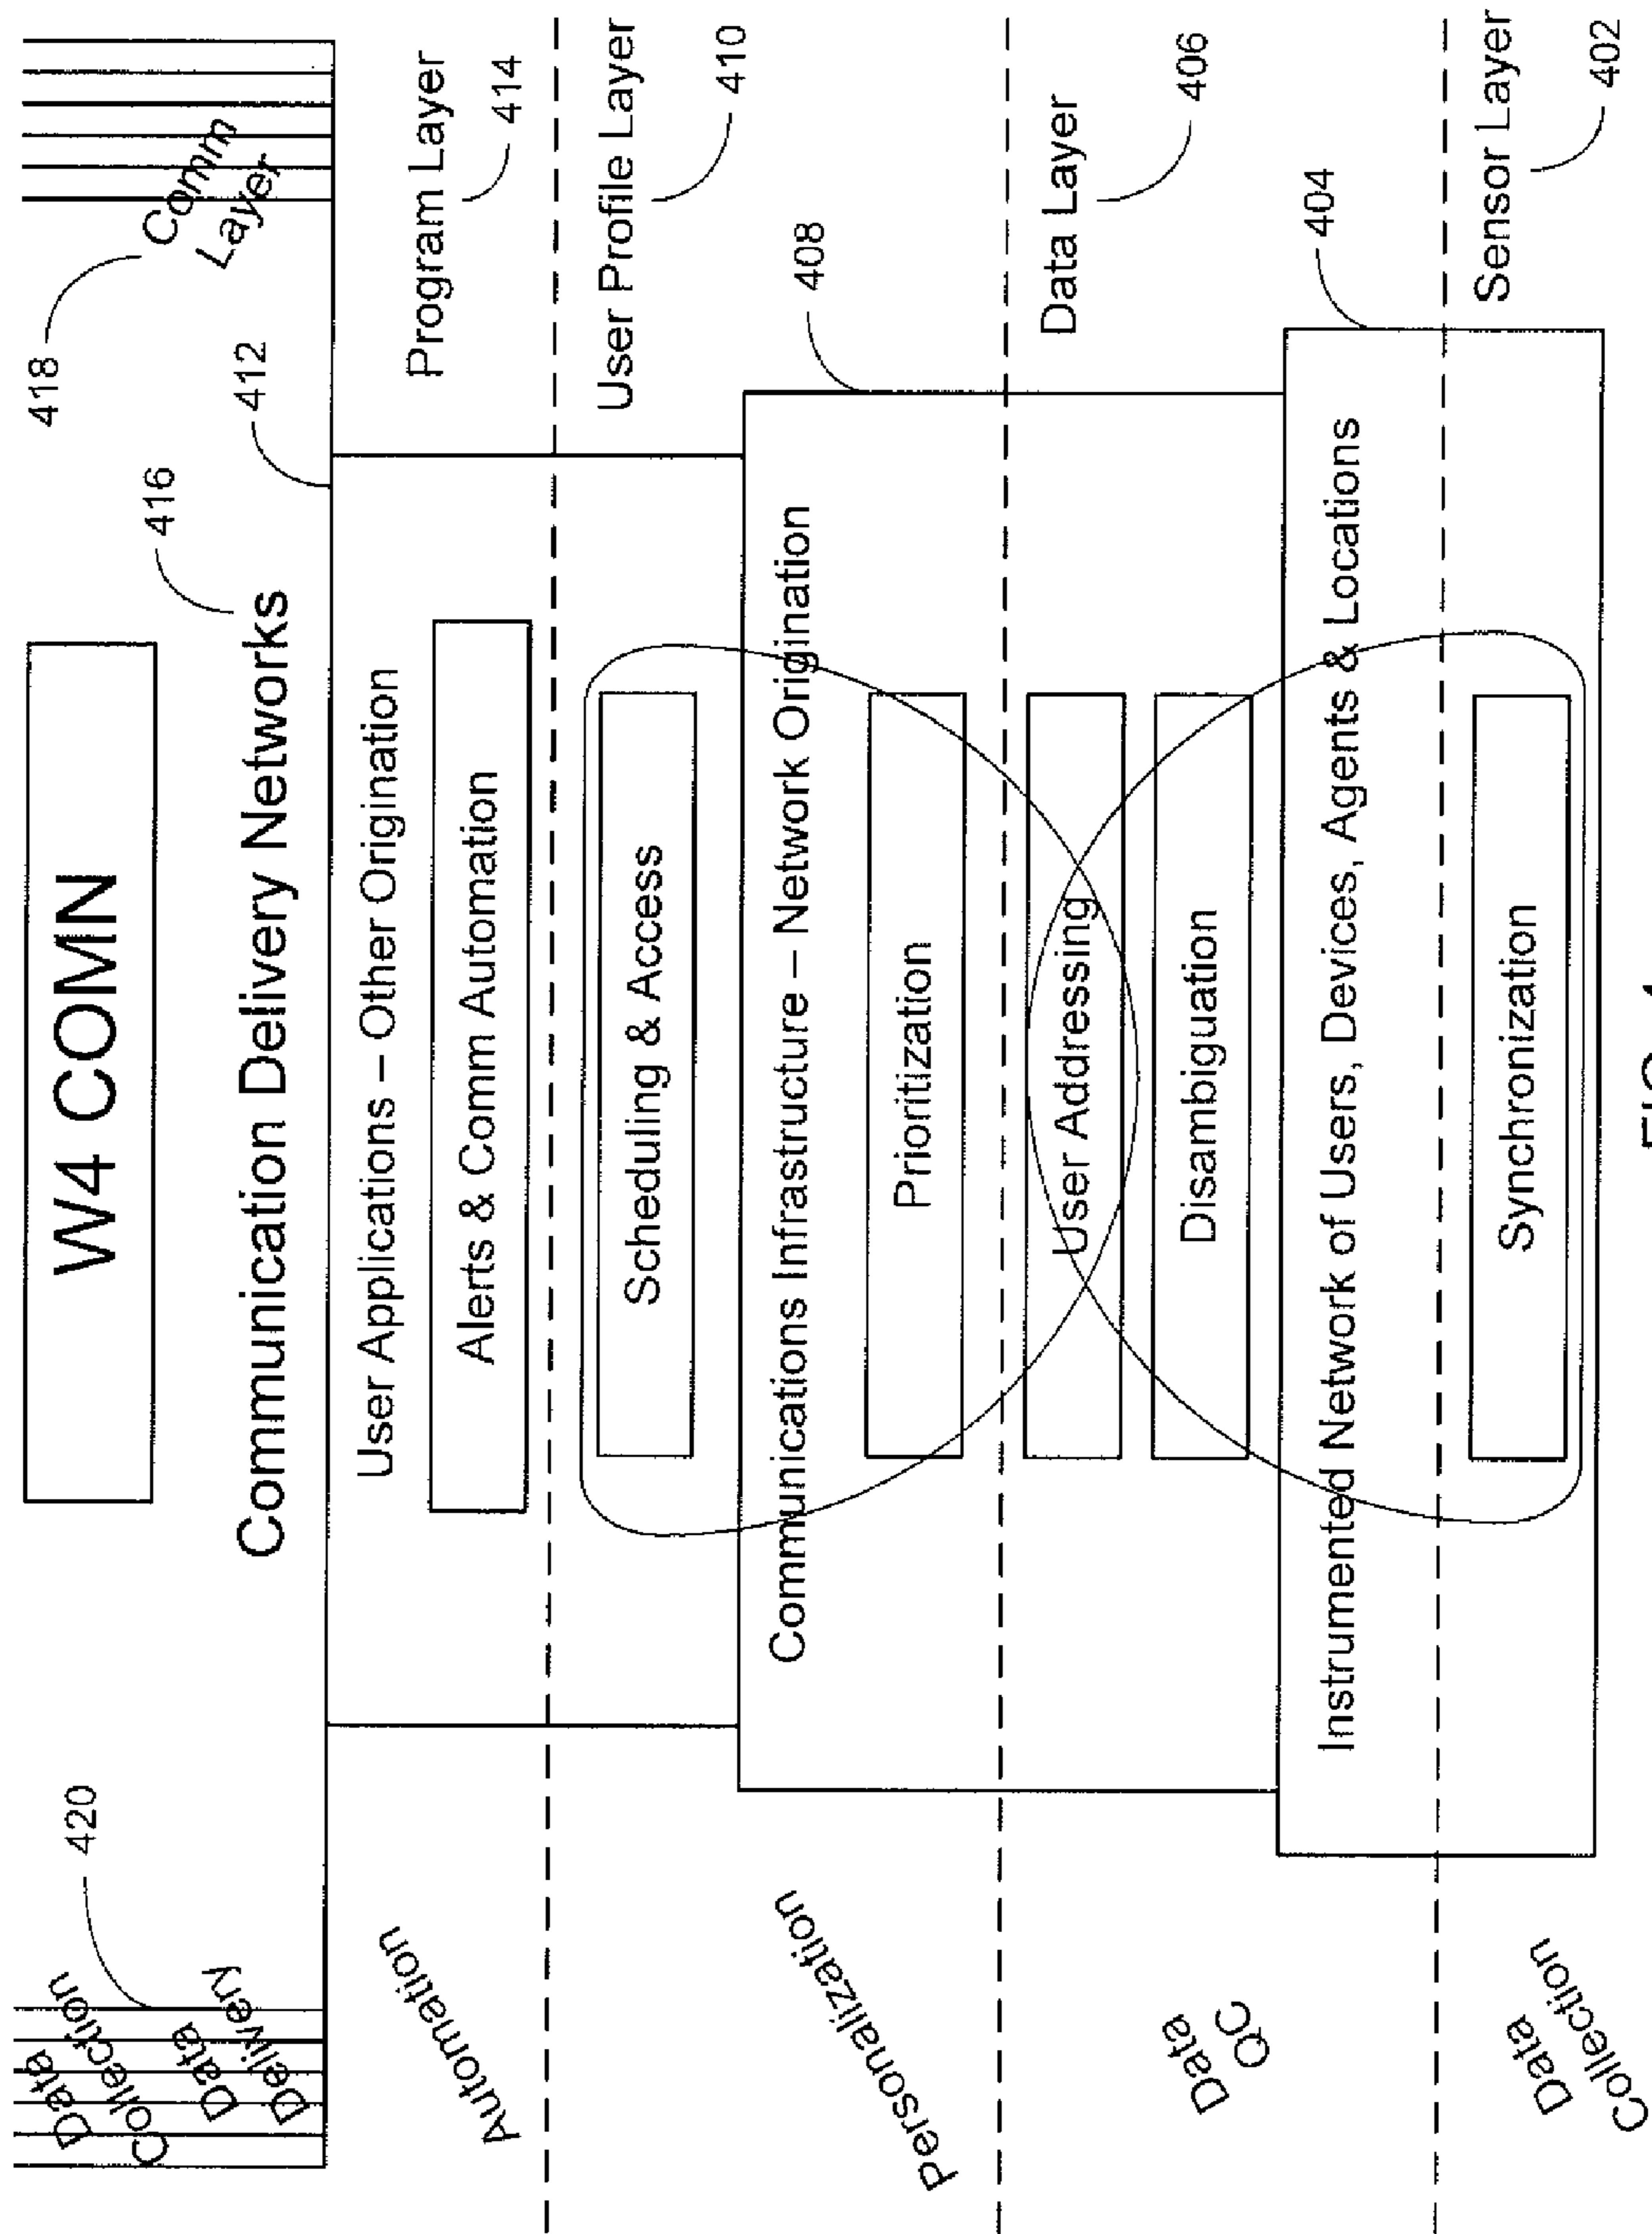 W4 COMN
418
Comm
Layer
420
Data
Collection
Data
Delivery
416
Communication Delivery Networks
412
User Applications – Other Origination
Program Layer
414
Automation
Alerts & Comm Automation
User Profile Layer
410
Scheduling & Access
408
Communications Infrastructure – Network Origination
Personalization
Prioritization
Data Layer
406
User Addressing
Data
QC
Disambiguation
404
Instrumented Network of Users, Devices, Agents & Locations
Sensor Layer
402
Data
Collection
Synchronization